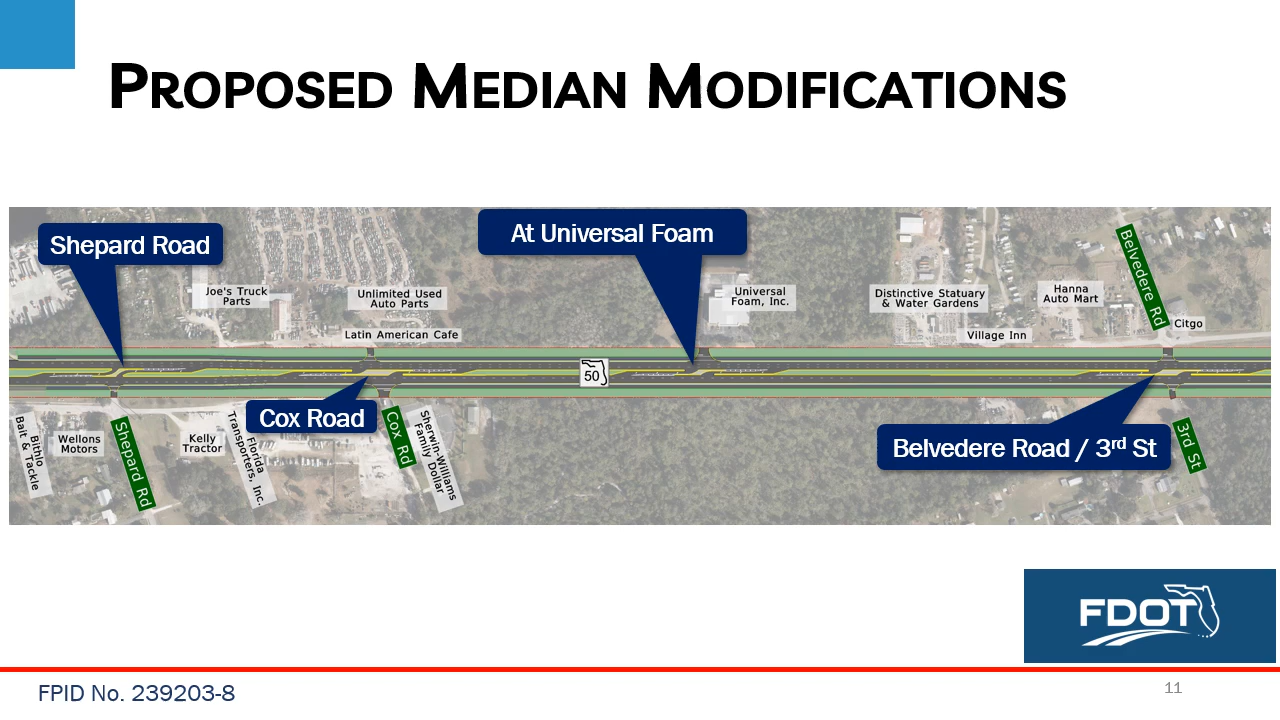 PROPOSED MEDIAN MODIFICATIONS
Shepard Road
At Universal Foam
Belvedere Rd
Joe's Truck
Parts
Unlimited Used
Auto Parts
Latin American Cafe
Universal
Foam, Inc.
Distinctive Statuary
& Water Gardens
Village Inn
Hanna
Auto Mart
Citgo
50
Bithlo
Bait & Tackle
Wellons
Motors
Shepard Rd
Kelly
Tractor
Florida
Transporters, Inc.
Cox Road
Cox Rd
Sherwin-Williams
Family Dollar
Belvedere Road / 3rd St
3rd St
FDOT
FPID No. 239203-8
11